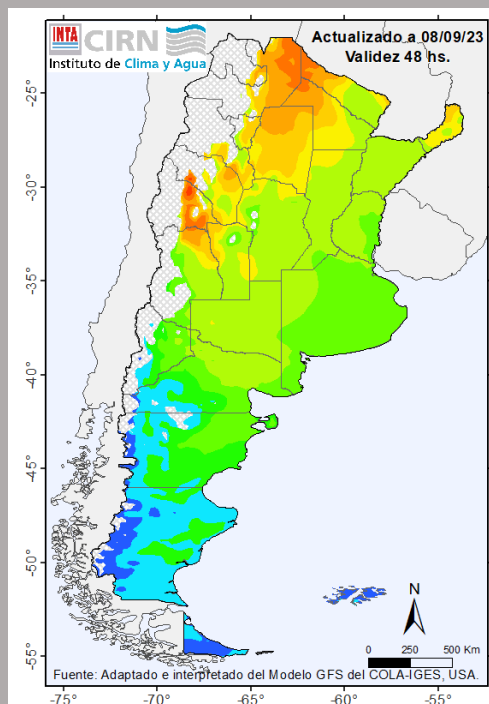 INTA CIRN
Instituto de Clima y Agua
Actualizado a 08/09/23
Validez 48 hs.
-25°
-30°
-35°
-40°
-45°
-50°
-55°
N
0 250 500 Km
Fuente: Adaptado e interpretado del Modelo GFS del COLA-IGES, USA.
-75° -70° -65° -60° -55°